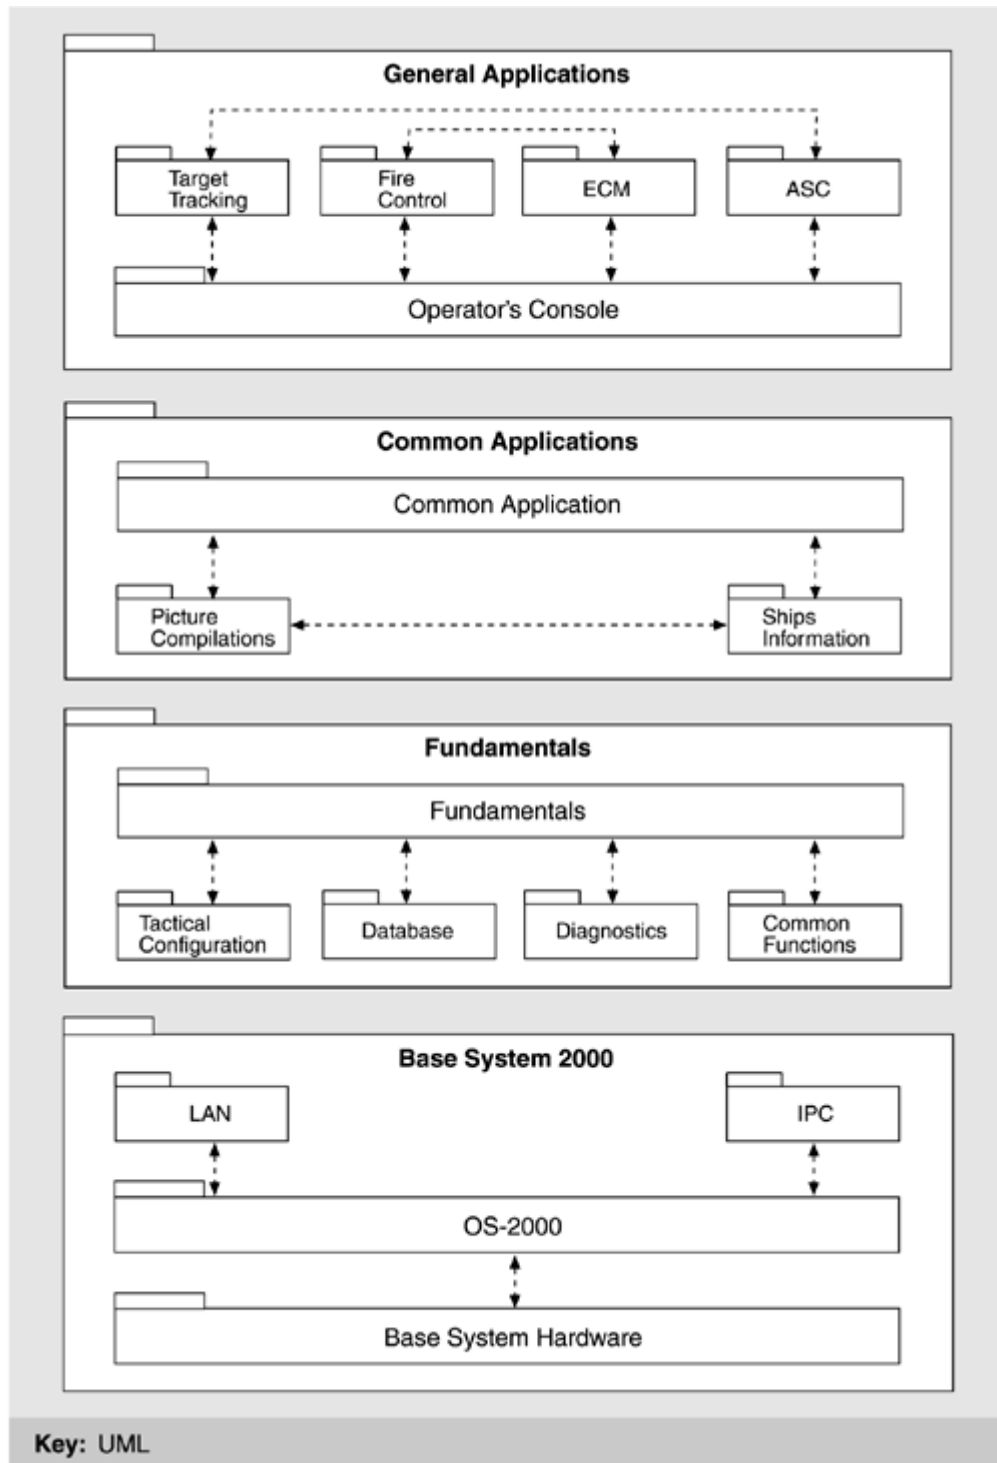 General Applications
Target
Tracking
Fire
Control
ECM
ASC
Operator's Console
Common Applications
Common Application
Picture
Compilations
Ships
Information
Fundamentals
Fundamentals
Tactical
Configuration
Database
Diagnostics
Common
Functions
Base System 2000
LAN
IPC
OS-2000
Base System Hardware
Key: UML